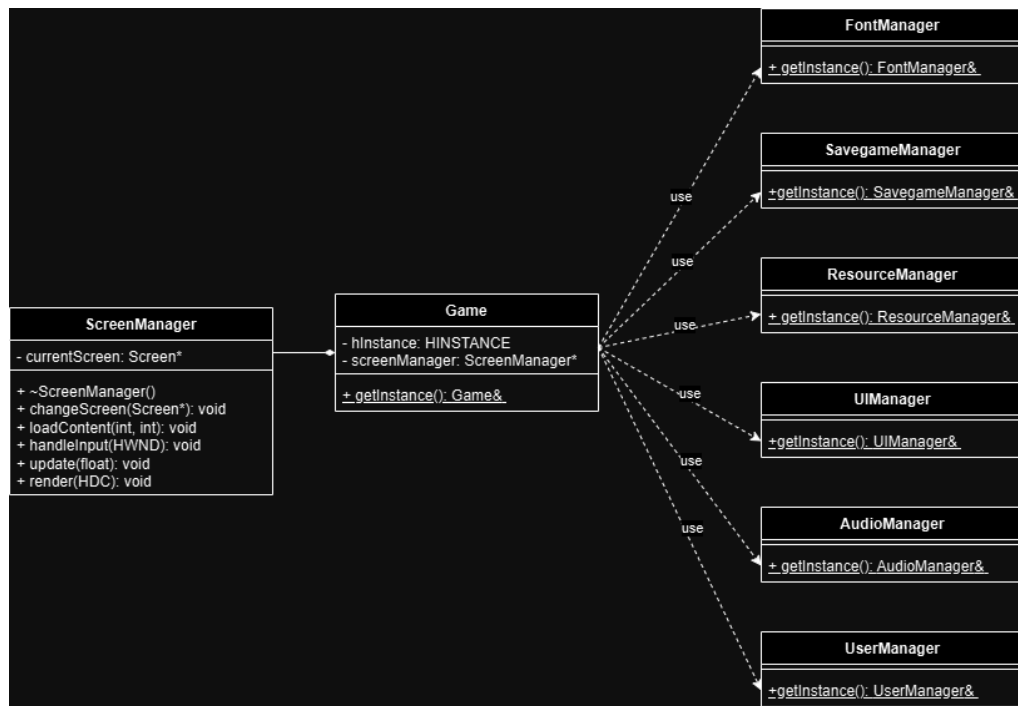 FontManager
+ getInstance(): FontManager&
SavegameManager
+getInstance(): SavegameManager&
use
use
ResourceManager
+ getInstance(): ResourceManager&
use
ScreenManager
- currentScreen: Screen*
+ ~ScreenManager()
+ changeScreen(Screen*): void
+ loadContent(int, int): void
+ handleInput(HWND): void
+ update(float): void
+ render(HDC): void
Game
- hInstance: HINSTANCE
- screenManager: ScreenManager*
+ getInstance(): Game&
use
UIManager
+getInstance(): UIManager&
use
AudioManager
+ getInstance(): AudioManager&
use
UserManager
+getInstance(): UserManager&